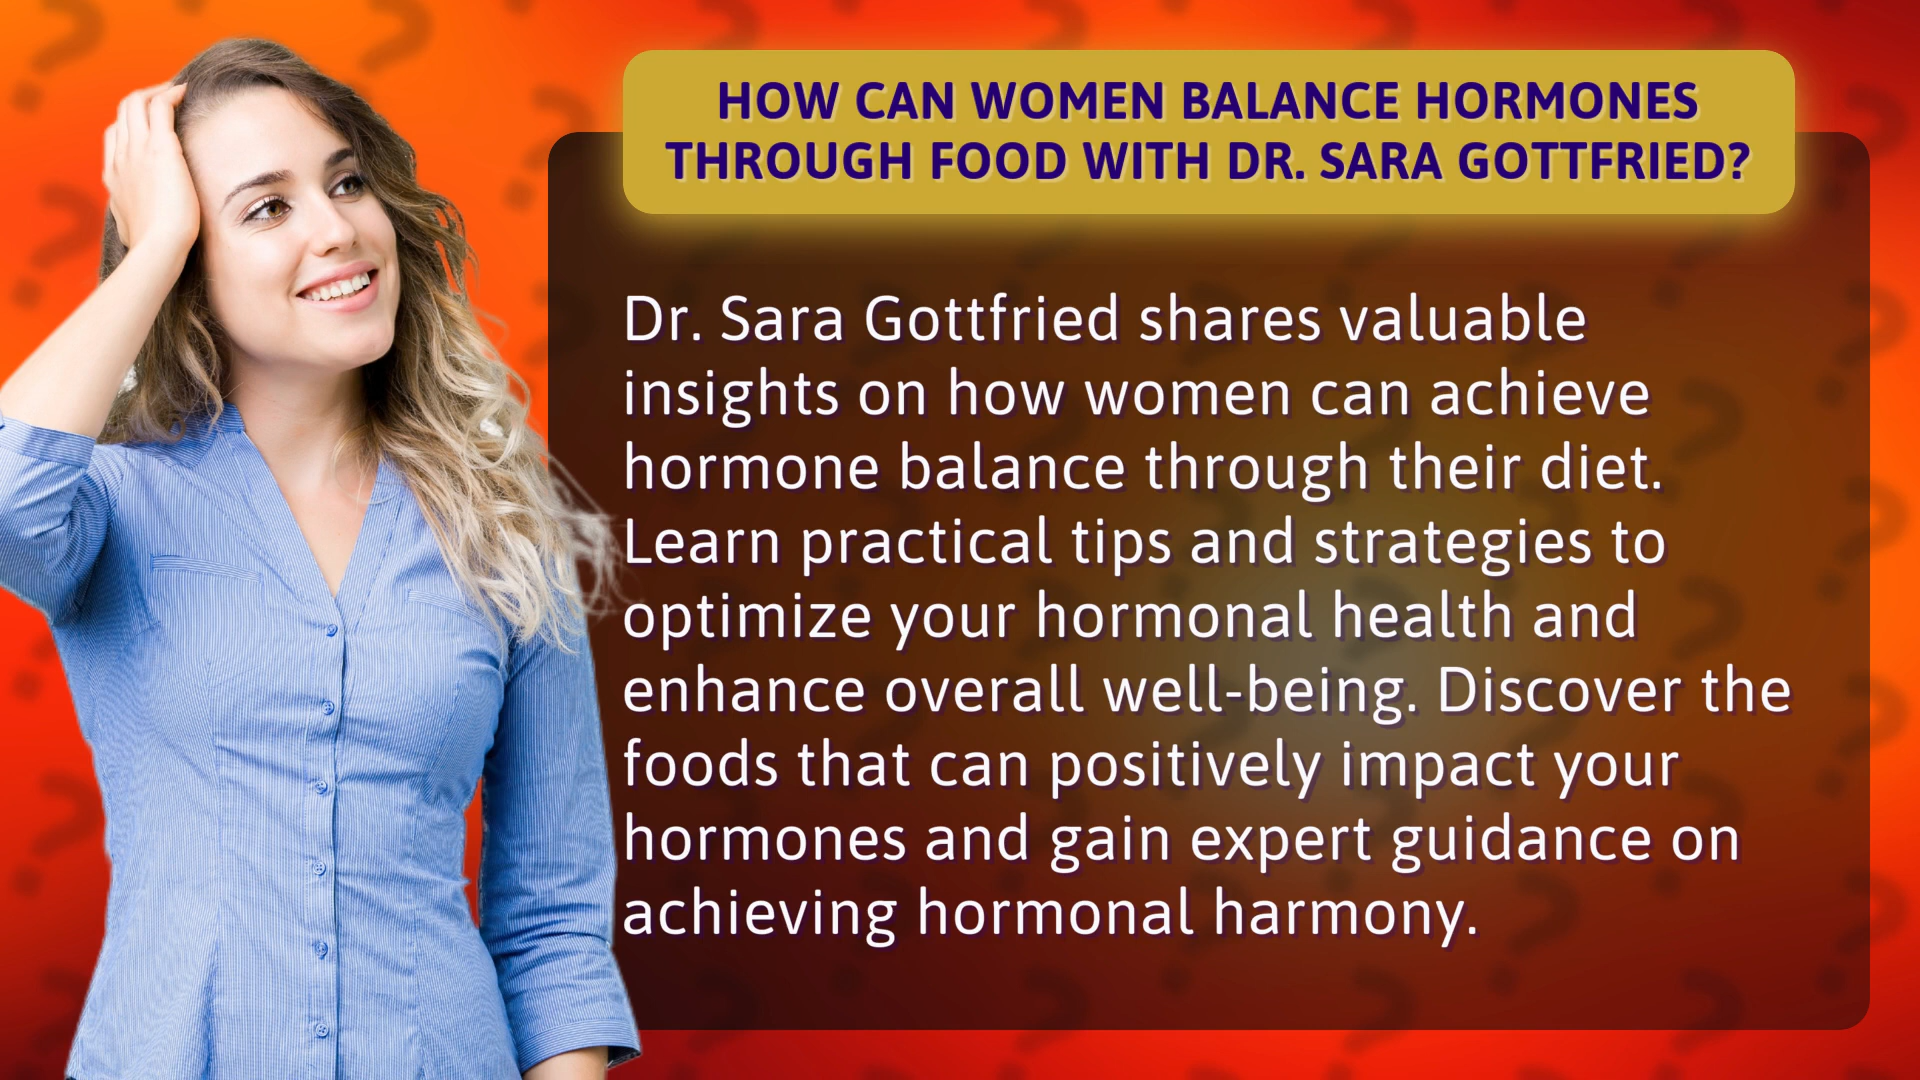 HOW CAN WOMEN BALANCE HORMONES
THROUGH FOOD WITH DR. SARA GOTTFRIED?
Dr. Sara Gottfried shares valuable
insights on how women can achieve
hormone balance through their diet.
Learn practical tips and strategies to
optimize your hormonal health and
enhance overall well-being. Discover the
foods that can positively impact your
hormones and gain expert guidance on
achieving hormonal harmony.